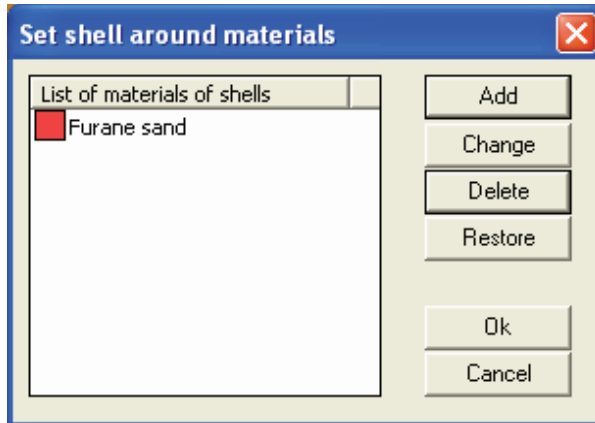 Set shell around materials
List of materials of shells
Furane sand
Add
Change
Delete
Restore
Ok
Cancel